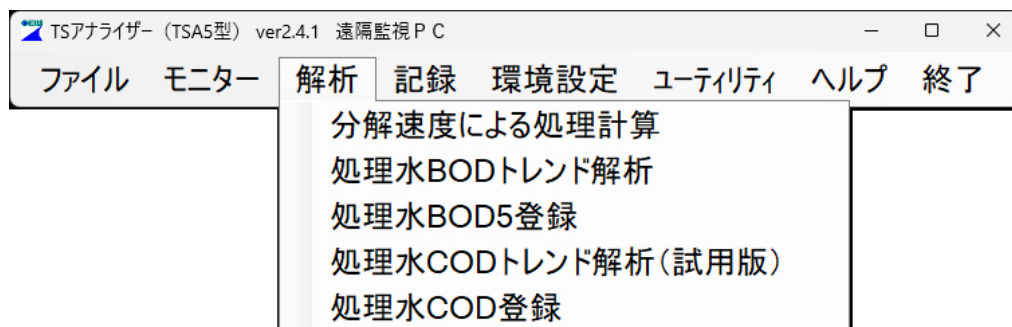 TSアナライザー（TSA5型） ver2.4.1 遠隔監視ＰＣ
ファイル モニター 解析 記録 環境設定 ユーティリティ ヘルプ 終了
分解速度による処理計算
処理水BODトレンド解析
処理水BOD5登録
処理水CODトレンド解析（試用版）
処理水COD登録